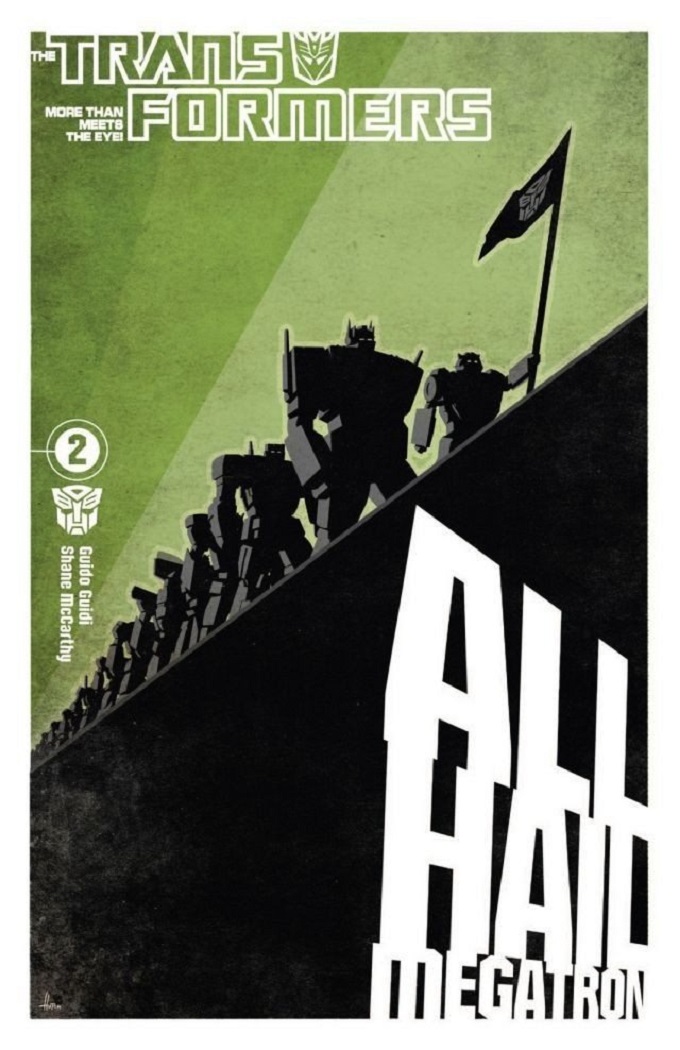 THE TRANS
FORMERS
MORE THAN
MEETS
THE EYE!
2
Guido Guidi
Shane McCarthy
ALL
HAIL
MEGATRON